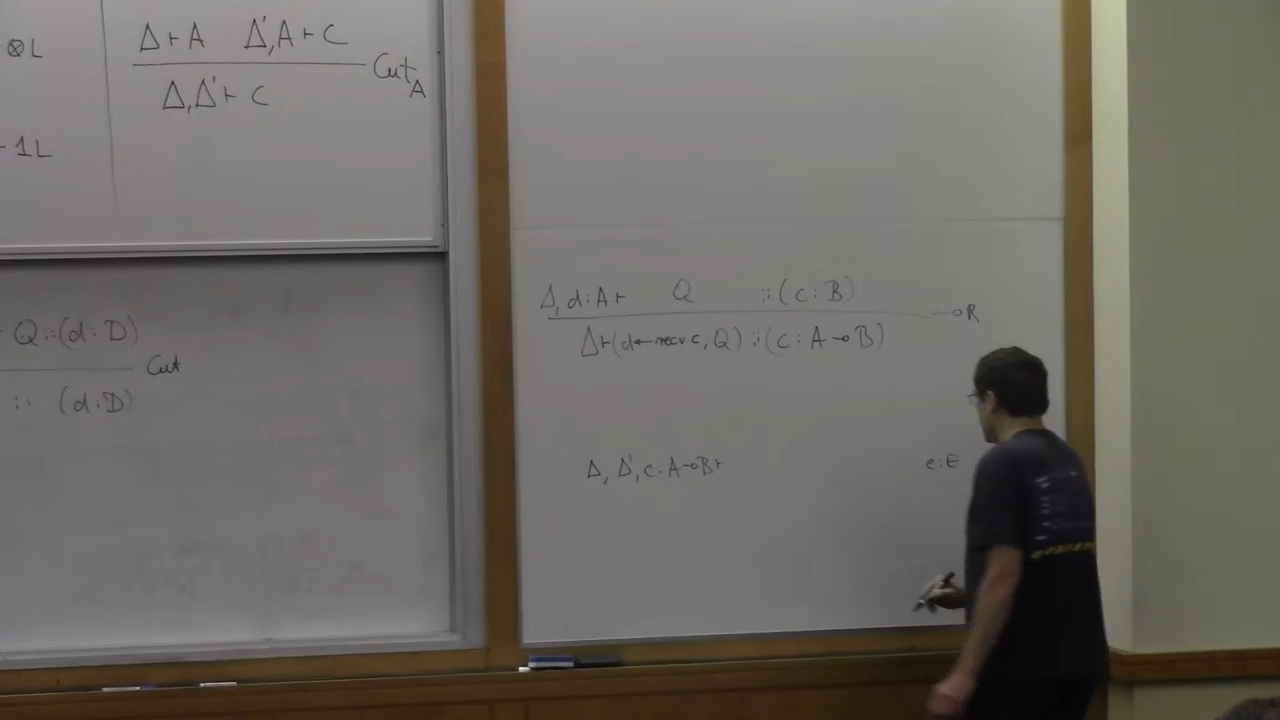 ⊗L
Δ⊢A Δ',A⊢C
Cut_A
Δ,Δ'⊢C
1L
Δ, d:A⊢ Q ::(c:B)
⊸R
Δ⊢(d←recv c, Q) ::(c:A⊸B)
Q::(d:D)
Cut
:: (d:D)
Δ, Δ', c:A⊸B⊢ e:E